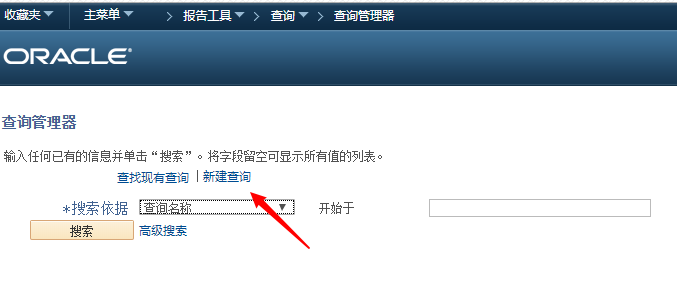 收藏夹 主菜单 > 报告工具 > 查询 > 查询管理器
ORACLE®
查询管理器
输入任何已有的信息并单击“搜索”。将字段留空可显示所有值的列表。
查找现有查询 | 新建查询
*搜索依据 查询名称 开始于
搜索 高级搜索